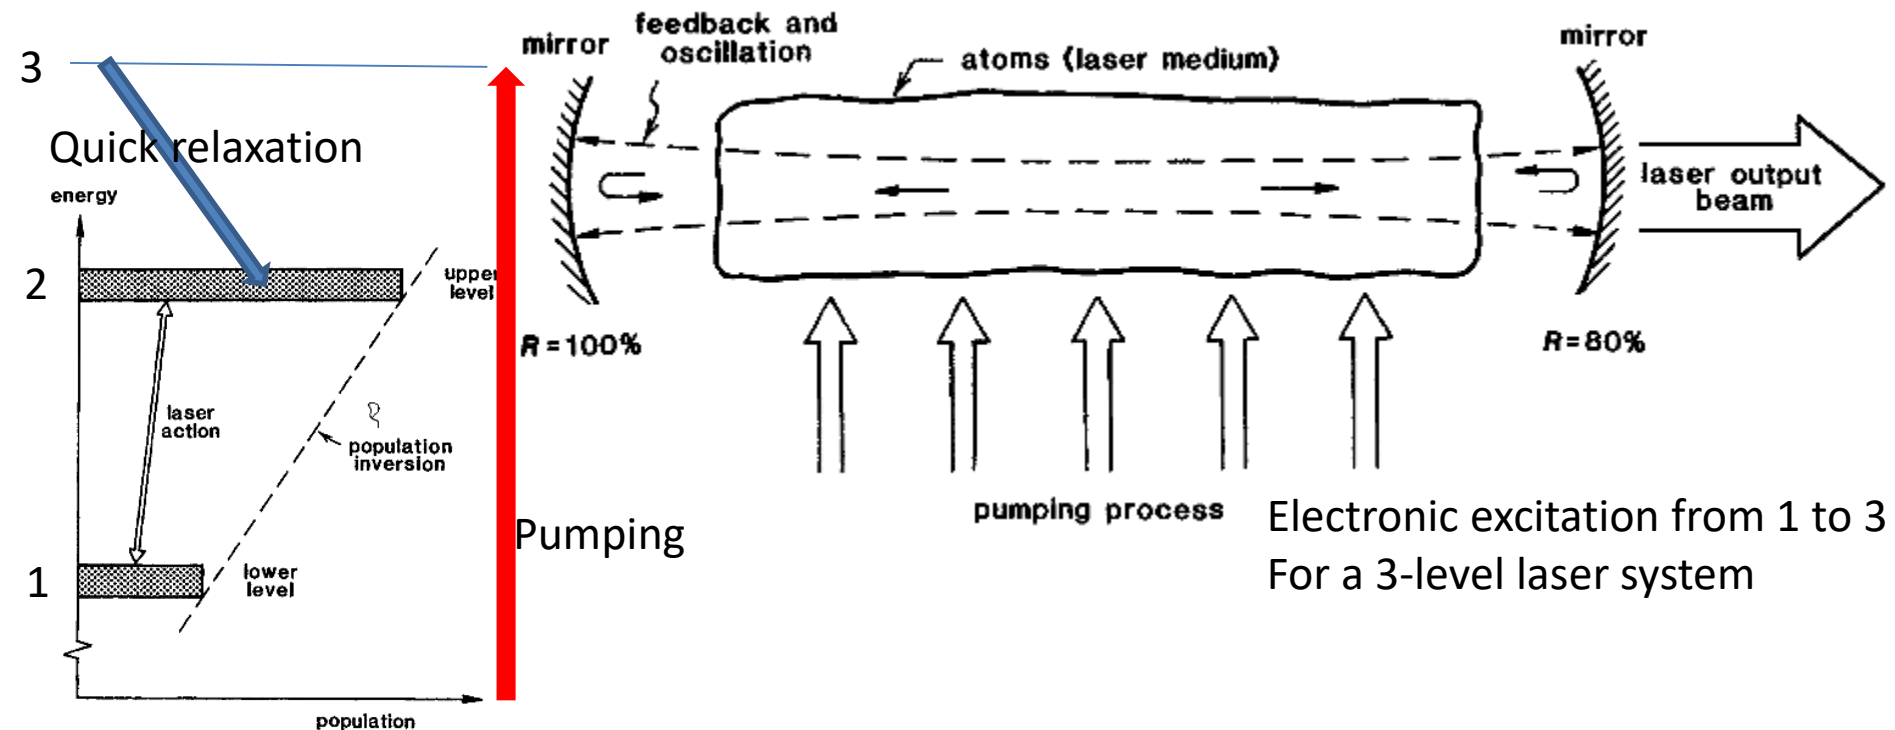 3
Quick relaxation
energy
2
upper
level
laser
action
population
inversion
1
lower
level
population
Pumping
mirror
feedback and
oscillation
atoms (laser medium)
mirror
laser output
beam
R=100%
R=80%
pumping process
Electronic excitation from 1 to 3
For a 3-level laser system